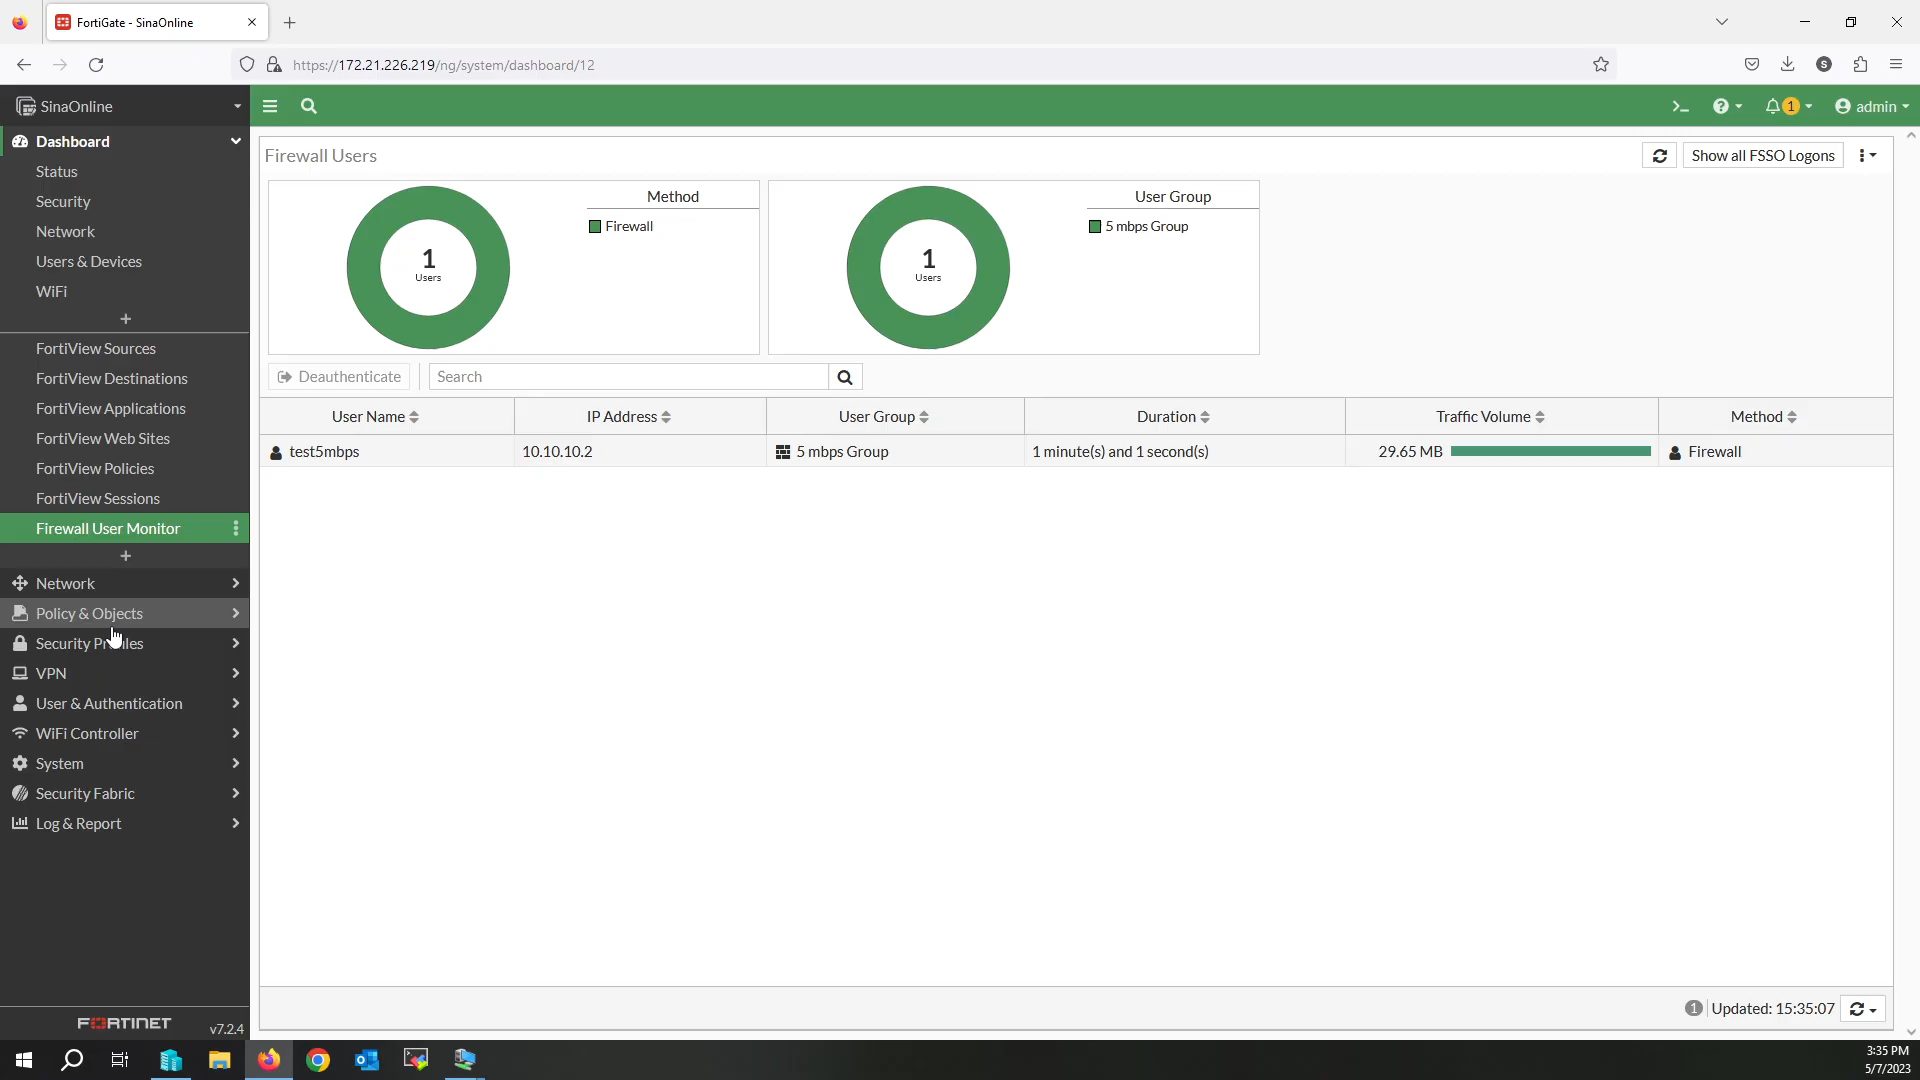 FortiGate - SinaOnline
https://172.21.226.219/ng/system/dashboard/12
S
SinaOnline
1
admin
Dashboard
Status
Security
Network
Users & Devices
WiFi
+
FortiView Sources
FortiView Destinations
FortiView Applications
FortiView Web Sites
FortiView Policies
FortiView Sessions
Firewall User Monitor
+
Network
Policy & Objects
Security Profiles
VPN
User & Authentication
WiFi Controller
System
Security Fabric
Log & Report
FORTINET
v7.2.4
Firewall Users
Show all FSSO Logons
1
Users
Method
Firewall
1
Users
User Group
5 mbps Group
Deauthenticate
Search
User Name IP Address User Group Duration Traffic Volume Method
test5mbps 10.10.10.2 5 mbps Group 1 minute(s) and 1 second(s) 29.65 MB Firewall
1 Updated: 15:35:07
3:35 PM
5/7/2023